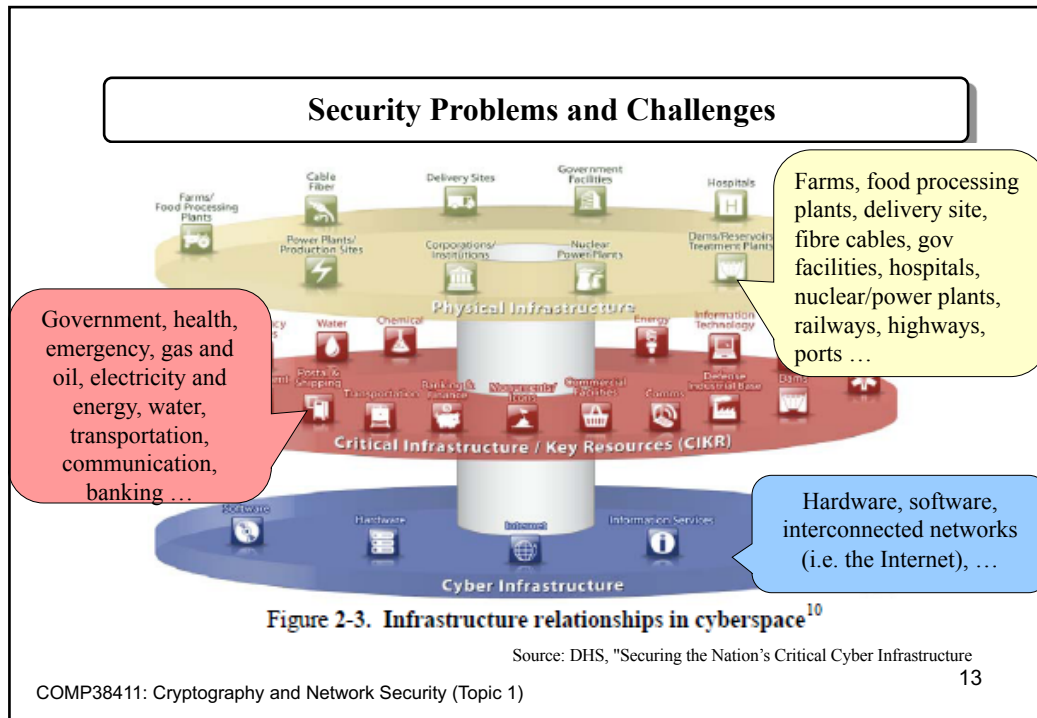 Security Problems and Challenges
Farms/
Food Processing
Plants
Cable
Fiber
Delivery Sites
Government
Facilities
Hospitals
Power Plants/
Production Sites
Corporations/
Institutions
Nuclear
Power Plants
Dams/Reservoirs
Treatment Plants
Physical Infrastructure
Farms, food processing
plants, delivery site,
fibre cables, gov
facilities, hospitals,
nuclear/power plants,
railways, highways,
ports …
Government, health,
emergency, gas and
oil, electricity and
energy, water,
transportation,
communication,
banking …
Water
Chemical
Energy
Information
Technology
Postal &
Shipping
Transportation
Banking &
Finance
Monuments/
Icons
Commercial
Facilities
Comms
Defense
Industrial Base
Dams
Critical Infrastructure / Key Resources (CIKR)
Software
Hardware
Internet
Information Services
Cyber Infrastructure
Hardware, software,
interconnected networks
(i.e. the Internet), …
Figure 2-3. Infrastructure relationships in cyberspace10
Source: DHS, "Securing the Nation’s Critical Cyber Infrastructure
13
COMP38411: Cryptography and Network Security (Topic 1)